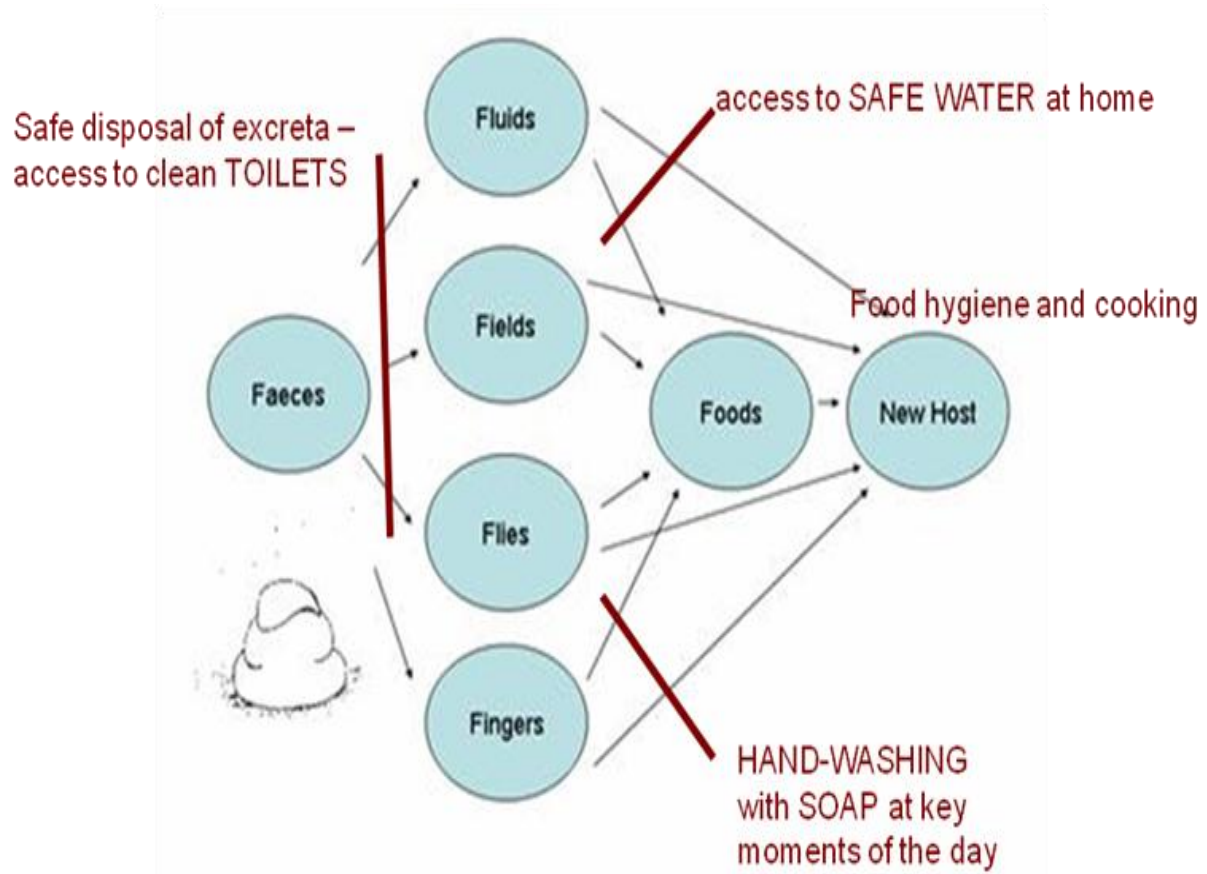 Safe disposal of excreta –
access to clean TOILETS
access to SAFE WATER at home
Fluids
Fields
Food hygiene and cooking
Faeces
Foods
New Host
Flies
Fingers
HAND-WASHING
with SOAP at key
moments of the day